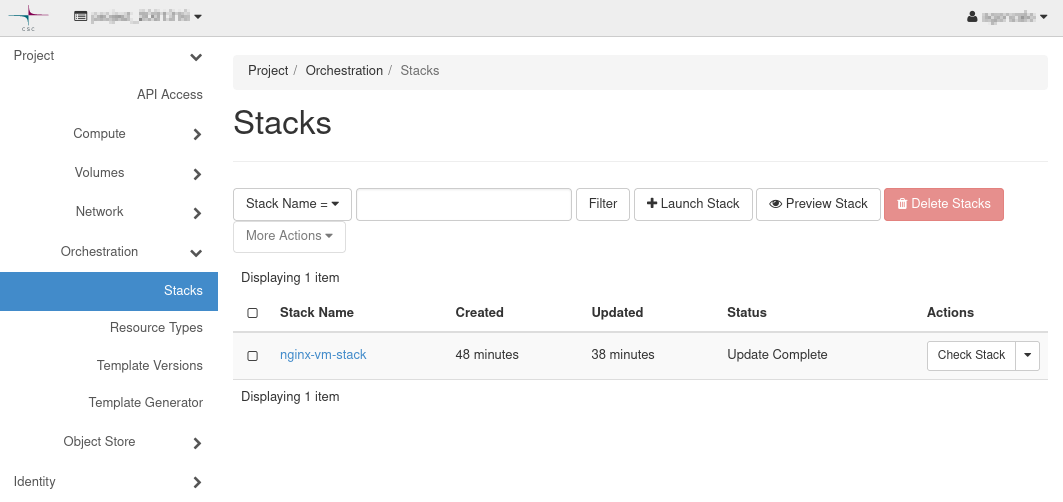 CSC
Project
API Access
Compute
Volumes
Network
Orchestration
Stacks
Resource Types
Template Versions
Template Generator
Object Store
Identity
Project / Orchestration / Stacks
Stacks
Stack Name = Filter Launch Stack Preview Stack Delete Stacks
More Actions
Displaying 1 item
Stack Name Created Updated Status Actions
nginx-vm-stack 48 minutes 38 minutes Update Complete Check Stack
Displaying 1 item